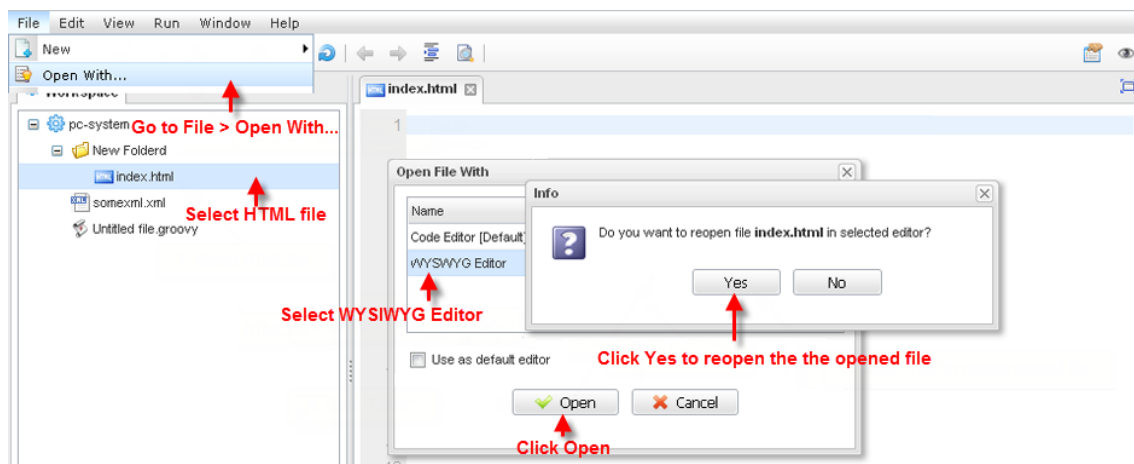 File Edit View Run Window Help
New
Open With...
Workspace
index.html
pc-system
Go to File > Open With...
1
New Folderd
index.html
Select HTML file
somexml.xml
Untitled file.groovy
Open File With
Info
Name
Do you want to reopen file index.html in selected editor?
Code Editor [Default]
WYSWYG Editor
Yes No
Select WYSIWYG Editor
Use as default editor
Click Yes to reopen the the opened file
Open Cancel
Click Open